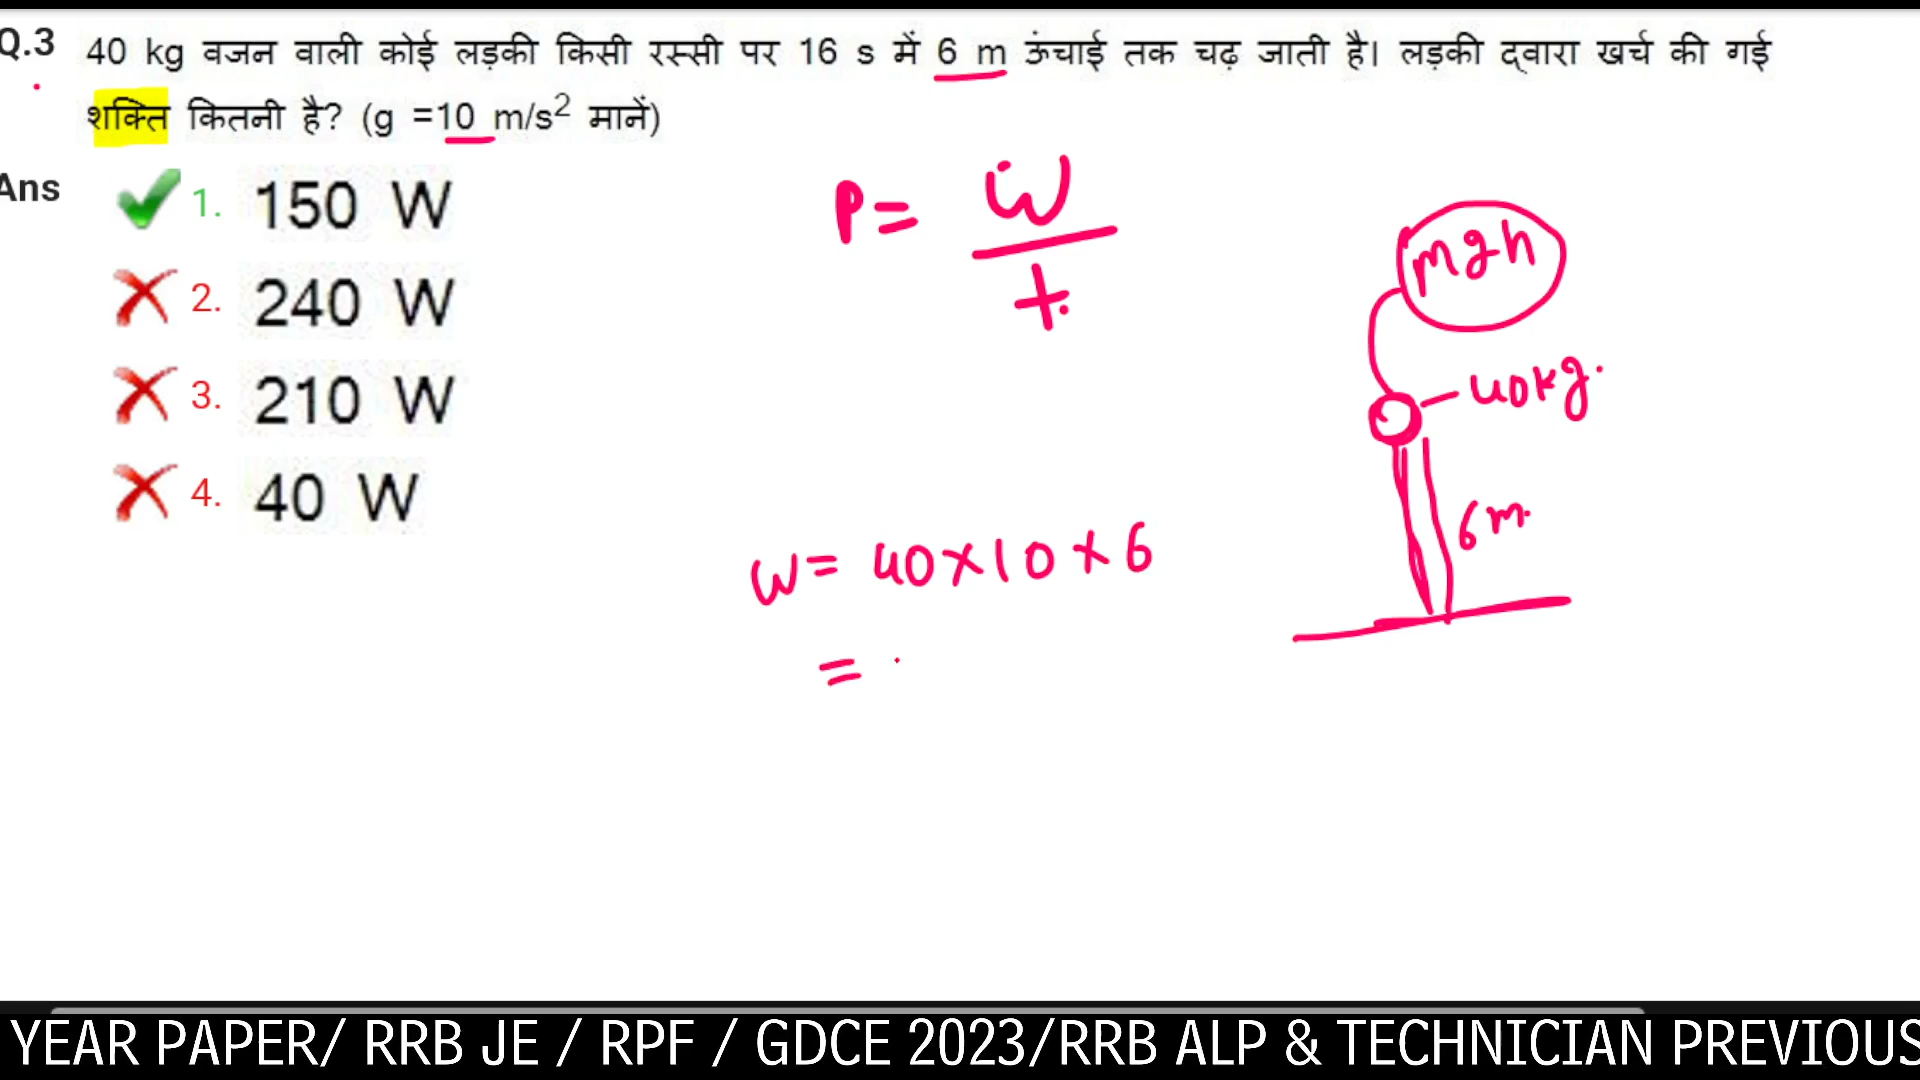 Q.3 40 kg वजन वाली कोई लड़की किसी रस्सी पर 16 s में 6 m ऊंचाई तक चढ़ जाती है। लड़की द्वारा खर्च की गई
शक्ति कितनी है? (g =10 m/s² मानें)
Ans
1. 150 W
2. 240 W
3. 210 W
4. 40 W
P = W
t
mgh
40kg.
6m.
W = 40×10×6
=
YEAR PAPER/ RRB JE / RPF / GDCE 2023/RRB ALP & TECHNICIAN PREVIOUS